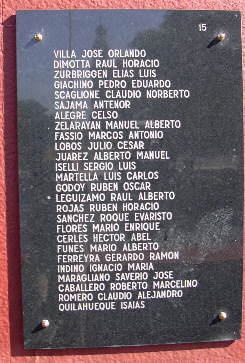 15
VILLA JOSE ORLANDO
DIMOTTA RAUL HORACIO
ZURBRIGGEN ELIAS LUIS
GIACHINO PEDRO EDUARDO
SCAGLIONE CLAUDIO NORBERTO
SAJAMA ANTENOR
ALEGRE CELSO
ZELARAYAN MANUEL ALBERTO
FASSIO MARCOS ANTONIO
LOBOS JULIO CESAR
JUAREZ ALBERTO MANUEL
ISELLI SERGIO LUIS
MARTELLA LUIS CARLOS
GODOY RUBEN OSCAR
LEGUIZAMO RAUL ALBERTO
ROJAS RUBEN HORACIO
SANCHEZ ROQUE EVARISTO
FLORES MARIO ENRIQUE
CERLES HECTOR ABEL
FUNES MARIO ALBERTO
FERREYRA GERARDO RAMON
INDINO IGNACIO MARIA
MARAGLIANO SAVERIO JOSE
CABALLERO ROBERTO MARCELINO
ROMERO CLAUDIO ALEJANDRO
QUILAHUEQUE ISAIAS